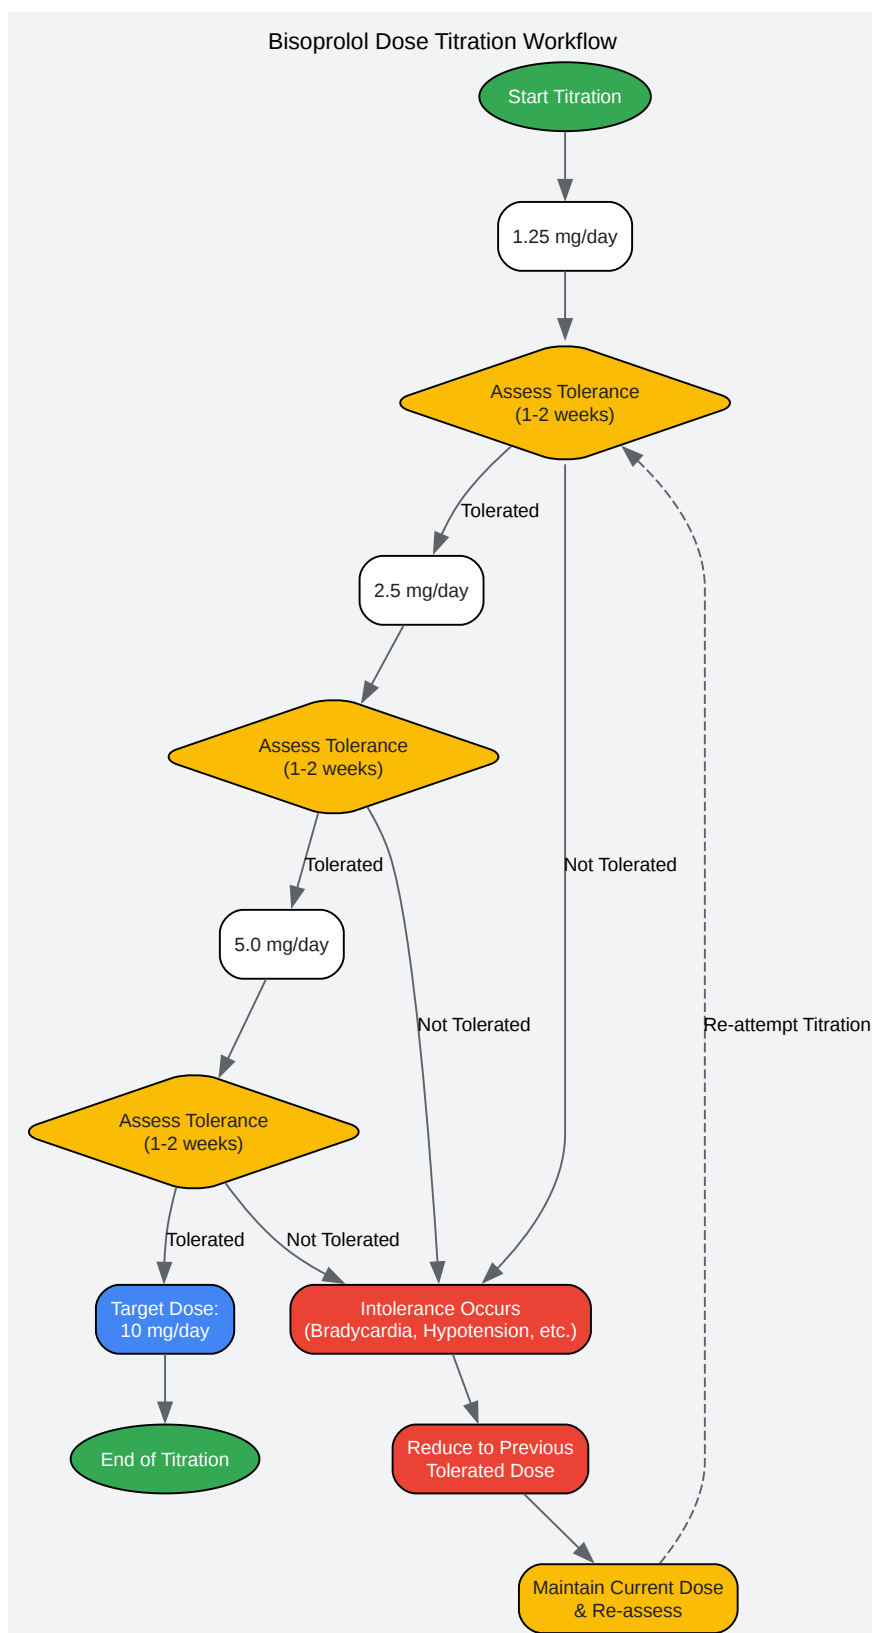 Bisoprolol Dose Titration Workflow
Start Titration
1.25 mg/day
Assess Tolerance
(1-2 weeks)
Tolerated
2.5 mg/day
Assess Tolerance
(1-2 weeks)
Tolerated
Not Tolerated
5.0 mg/day
Not Tolerated
Re-attempt Titration
Assess Tolerance
(1-2 weeks)
Tolerated
Not Tolerated
Target Dose:
10 mg/day
Intolerance Occurs
(Bradycardia, Hypotension, etc.)
End of Titration
Reduce to Previous
Tolerated Dose
Maintain Current Dose
& Re-assess